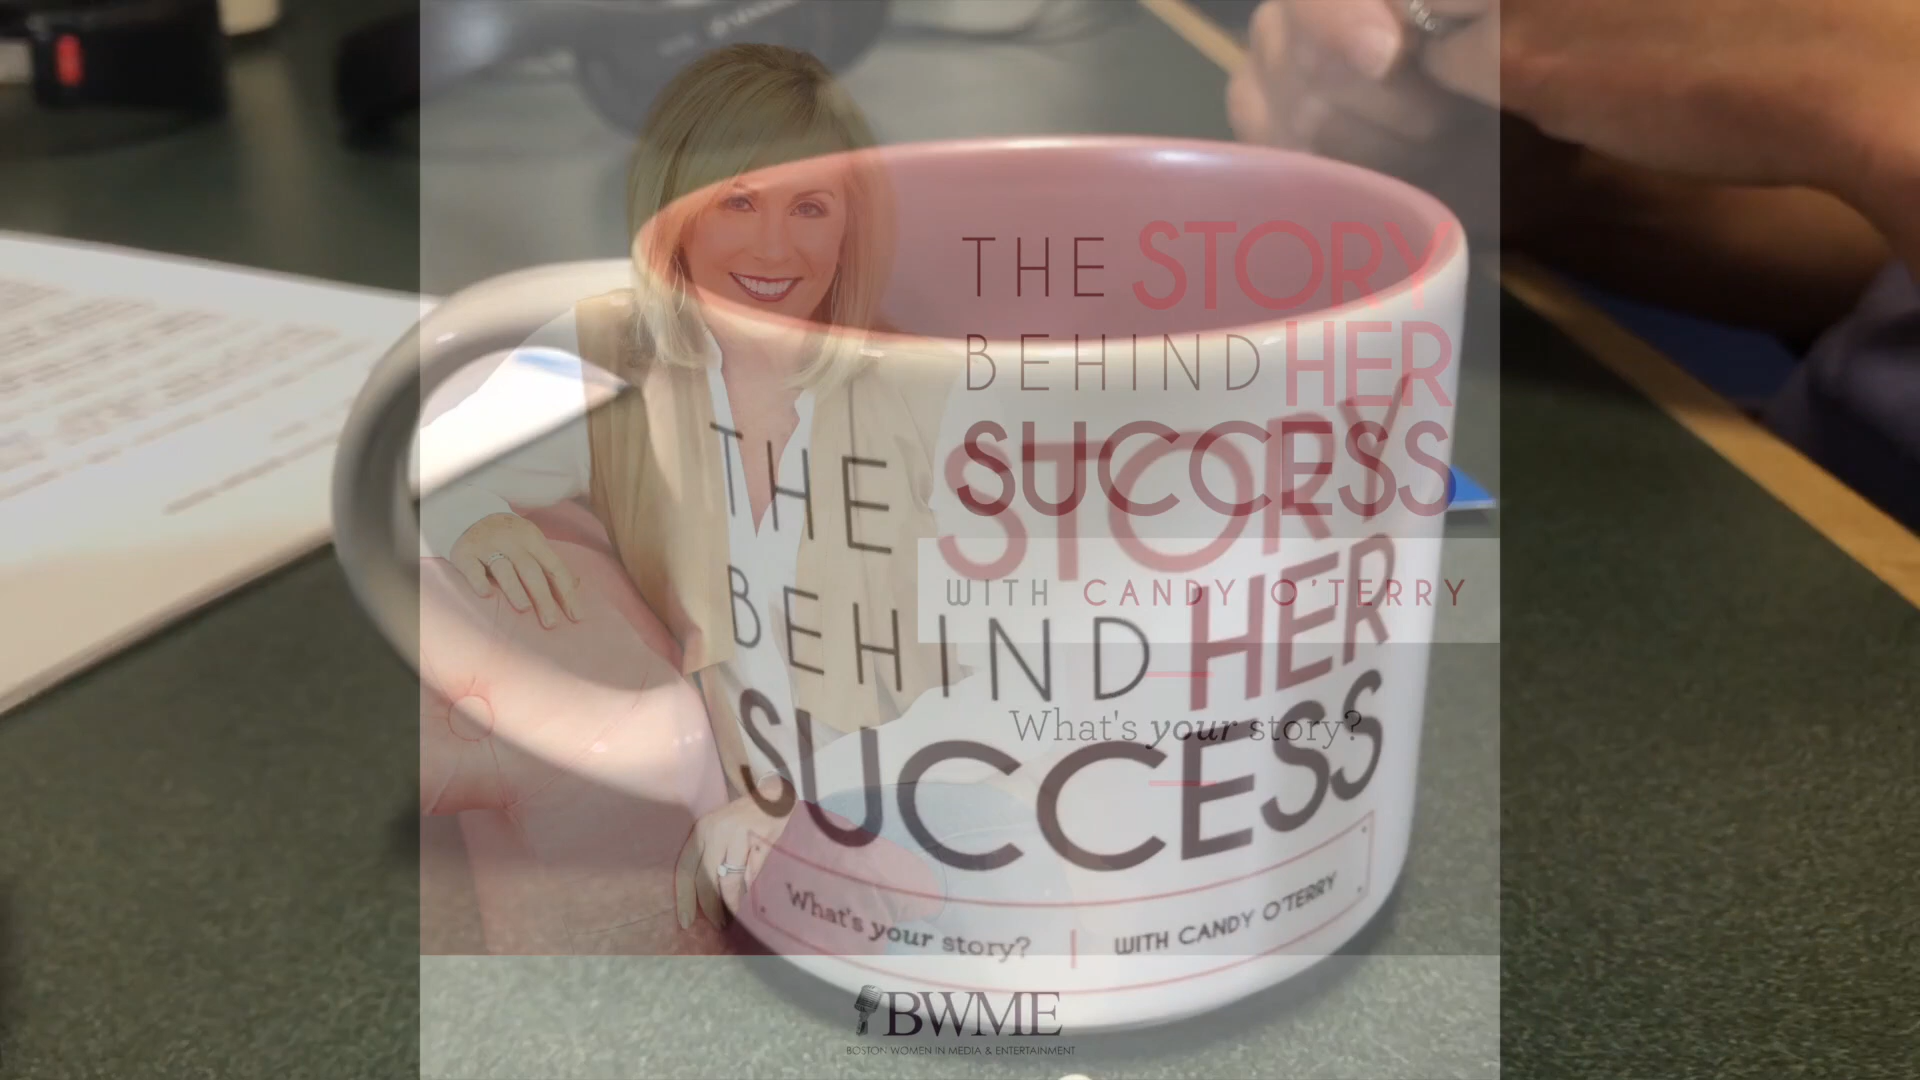 THE STORY
BEHIND HER
SUCCESS
WITH CANDY O'TERRY
What's your story?
THE STORY
BEHIND HER
SUCCESS
What's your story? | WITH CANDY O'TERRY
BWME
BOSTON WOMEN IN MEDIA & ENTERTAINMENT